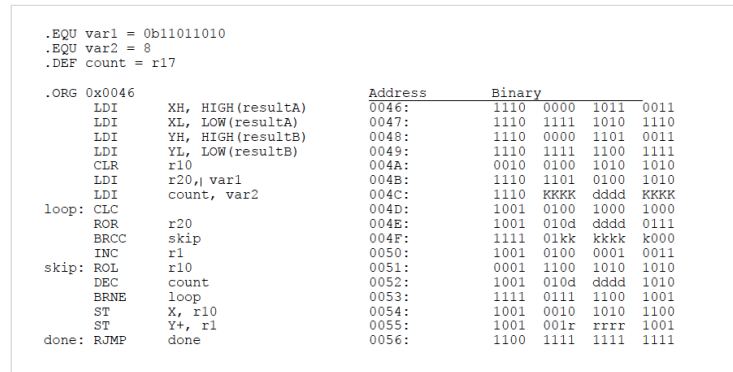 .EQU var1 = 0b11011010
.EQU var2 = 8
.DEF count = r17
.ORG 0x0046 Address Binary
LDI XH, HIGH(resultA) 0046: 1110 0000 1011 0011
LDI XL, LOW(resultA) 0047: 1110 1111 1010 1110
LDI YH, HIGH(resultB) 0048: 1110 0000 1101 0011
LDI YL, LOW(resultB) 0049: 1110 1111 1100 1111
CLR r10 004A: 0010 0100 1010 1010
LDI r20, var1 004B: 1110 1101 0100 1010
LDI count, var2 004C: 1110 KKKK dddd KKKK
loop: CLC 004D: 1001 0100 1000 1000
ROR r20 004E: 1001 010d dddd 0111
BRCC skip 004F: 1111 01kk kkkk k000
INC r1 0050: 1001 0100 0001 0011
skip: ROL r10 0051: 0001 1100 1010 1010
DEC count 0052: 1001 010d dddd 1010
BRNE loop 0053: 1111 0111 1100 1001
ST X, r10 0054: 1001 0010 1010 1100
ST Y+, r1 0055: 1001 001r rrrr 1001
done: RJMP done 0056: 1100 1111 1111 1111